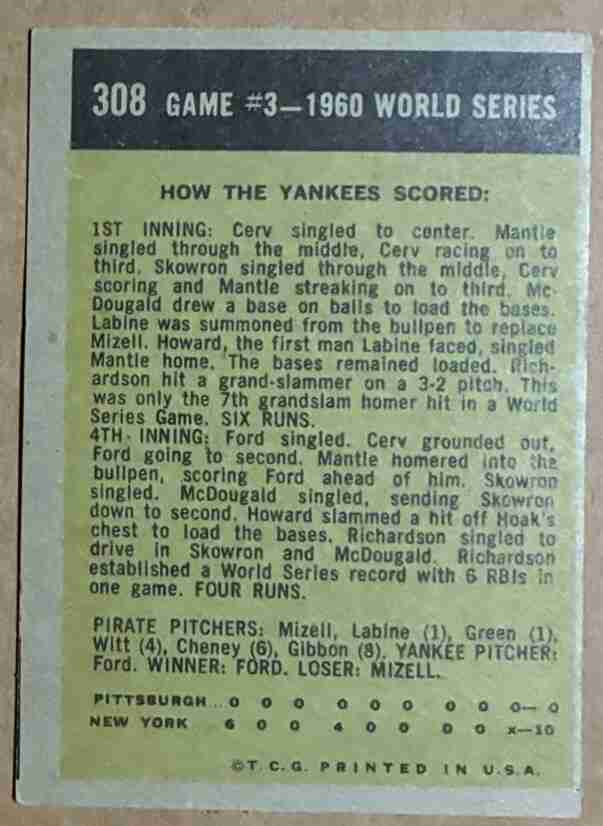 308 GAME #3—1960 WORLD SERIES
HOW THE YANKEES SCORED:
1ST INNING: Cerv singled to center. Mantle
singled through the middle, Cerv racing on to
third. Skowron singled through the middle, Cerv
scoring and Mantle streaking on to third. Mc-
Dougald drew a base on balls to load the bases.
Labine was summoned from the bullpen to replace
Mizell. Howard, the first man Labine faced, singled
Mantle home. The bases remained loaded. Rich-
ardson hit a grand-slammer on a 3-2 pitch. This
was only the 7th grandslam homer hit in a World
Series Game. SIX RUNS.
4TH INNING: Ford singled. Cerv grounded out,
Ford going to second. Mantle homered into the
bullpen, scoring Ford ahead of him. Skowron
singled. McDougald singled, sending Skowron
down to second. Howard slammed a hit off Hoak's
chest to load the bases. Richardson singled to
drive in Skowron and McDougald. Richardson
established a World Series record with 6 RBIs in
one game. FOUR RUNS.
PIRATE PITCHERS: Mizell, Labine (1), Green (1),
Witt (4), Cheney (6), Gibbon (8). YANKEE PITCHER:
Ford. WINNER: FORD. LOSER: MIZELL.
PITTSBURGH ... 0 0 0 0 0 0 0 0 0— 0
NEW YORK 6 0 0 4 0 0 0 0 x—10
©T.C.G. PRINTED IN U.S.A.